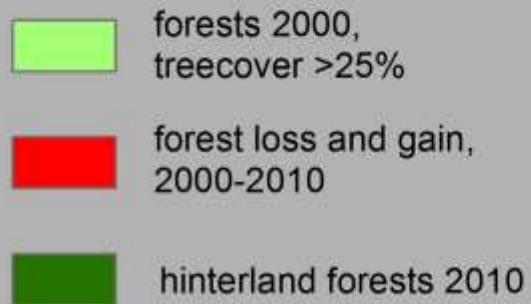 forests 2000,
treecover >25%
forest loss and gain,
2000-2010
hinterland forests 2010